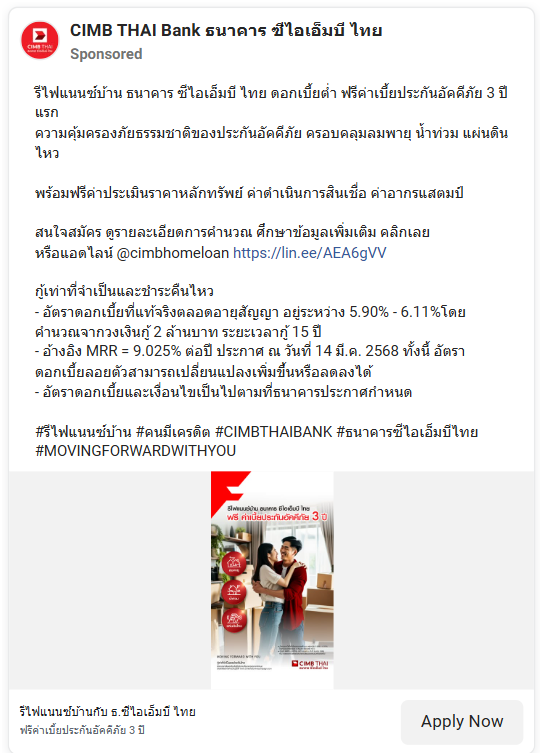 CIMB THAI Bank ธนาคาร ซีไอเอ็มบี ไทย
Sponsored
รีไฟแนนซ์บ้าน ธนาคาร ซีไอเอ็มบี ไทย ดอกเบี้ยต่ำ ฟรีค่าเบี้ยประกันอัคคีภัย 3 ปี
แรก
ความคุ้มครองภัยธรรมชาติของประกันอัคคีภัย ครอบคลุมลมพายุ น้ำท่วม แผ่นดิน
ไหว
พร้อมฟรีค่าประเมินราคาหลักทรัพย์ ค่าดำเนินการสินเชื่อ ค่าอากรแสตมป์
สนใจสมัคร ดูรายละเอียดการคำนวณ ศึกษาข้อมูลเพิ่มเติม คลิกเลย
หรือแอดไลน์ @cimbhomeloan https://lin.ee/AEA6gVV
กู้เท่าที่จำเป็นและชำระคืนไหว
- อัตราดอกเบี้ยที่แท้จริงตลอดอายุสัญญา อยู่ระหว่าง 5.90% - 6.11%โดย
คำนวณจากวงเงินกู้ 2 ล้านบาท ระยะเวลากู้ 15 ปี
- อ้างอิง MRR = 9.025% ต่อปี ประกาศ ณ วันที่ 14 มี.ค. 2568 ทั้งนี้ อัตรา
ดอกเบี้ยลอยตัวสามารถเปลี่ยนแปลงเพิ่มขึ้นหรือลดลงได้
- อัตราดอกเบี้ยและเงื่อนไขเป็นไปตามที่ธนาคารประกาศกำหนด
#รีไฟแนนซ์บ้าน #คนมีเครดิต #CIMBTHAIBANK #ธนาคารซีไอเอ็มบีไทย
#MOVINGFORWARDWITHYOU
รีไฟแนนซ์บ้าน ธนาคาร ซีไอเอ็มบี ไทย
ฟรี ค่าเบี้ยประกันอัคคีภัย 3 ปี
MOVING FORWARD WITH YOU
CIMB THAI
รีไฟแนนซ์บ้านกับ ธ.ซีไอเอ็มบี ไทย
ฟรีค่าเบี้ยประกันอัคคีภัย 3 ปี
Apply Now